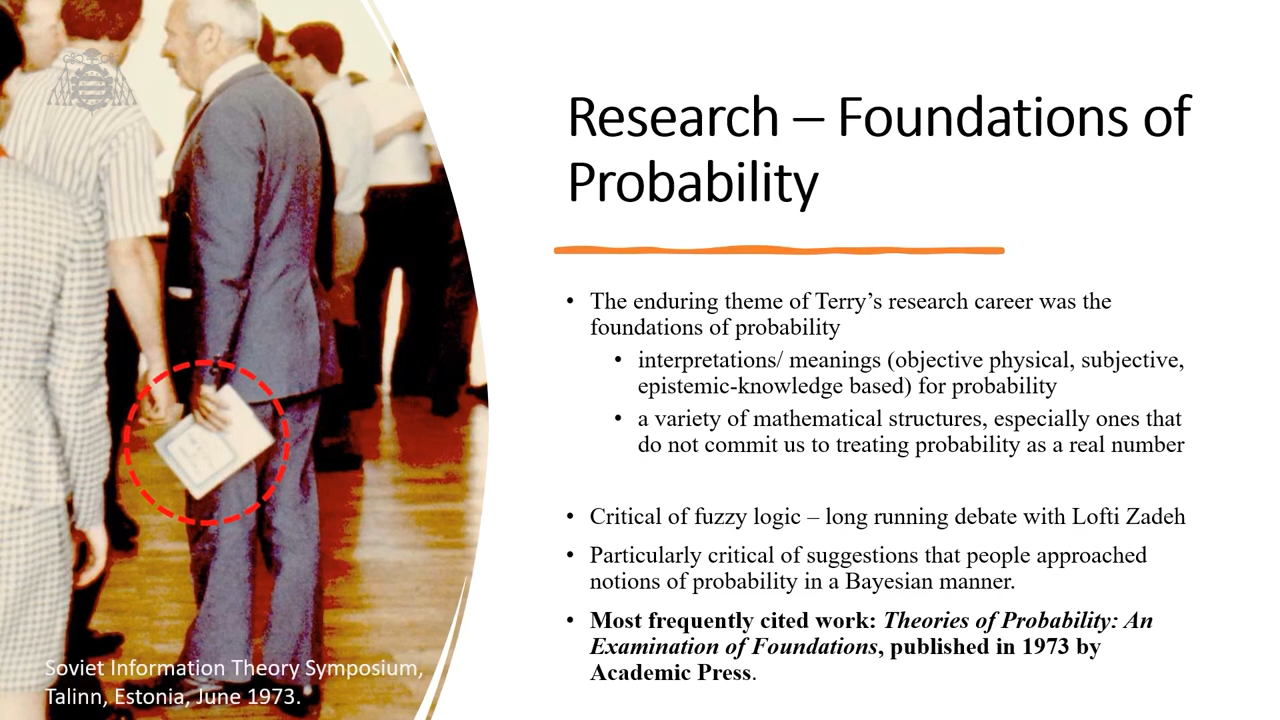 Research – Foundations of
Probability
• The enduring theme of Terry’s research career was the
foundations of probability
• interpretations/ meanings (objective physical, subjective,
epistemic-knowledge based) for probability
• a variety of mathematical structures, especially ones that
do not commit us to treating probability as a real number
• Critical of fuzzy logic – long running debate with Lofti Zadeh
• Particularly critical of suggestions that people approached
notions of probability in a Bayesian manner.
• Most frequently cited work: Theories of Probability: An
Examination of Foundations, published in 1973 by
Academic Press.
Soviet Information Theory Symposium,
Talinn, Estonia, June 1973.